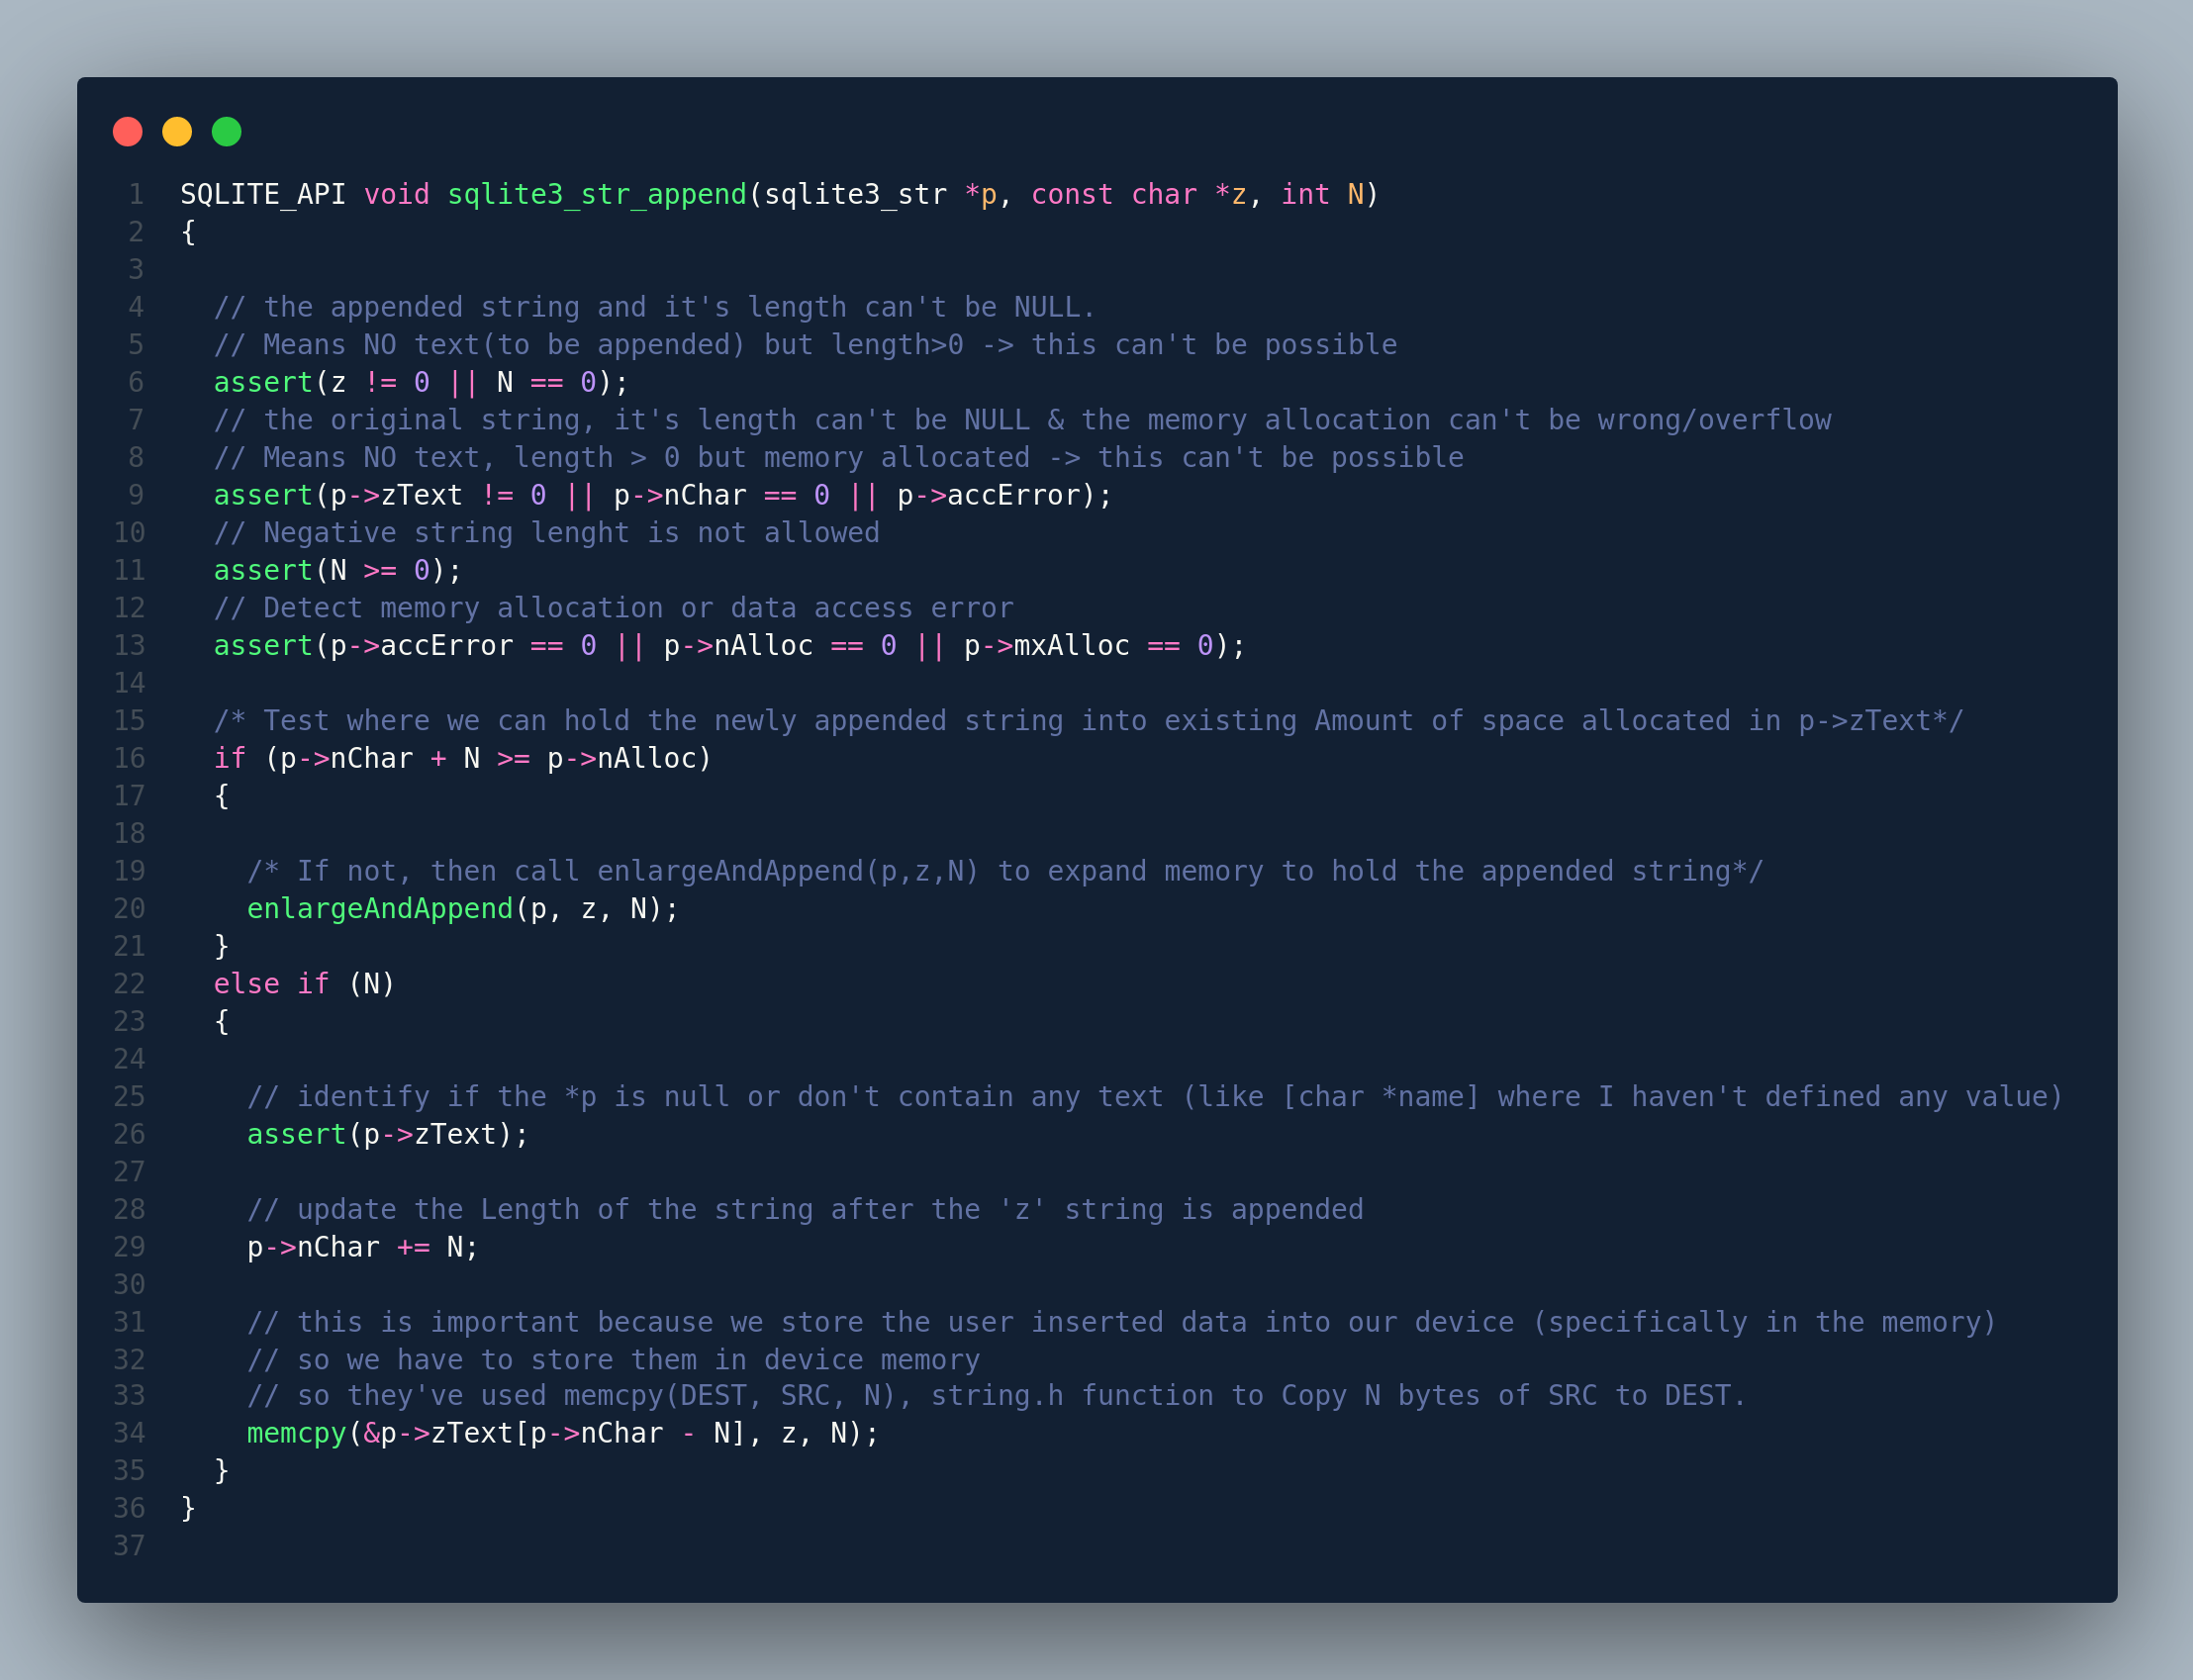 1 SQLITE_API void sqlite3_str_append(sqlite3_str *p, const char *z, int N)
2 {
3
4   // the appended string and it's length can't be NULL.
5   // Means NO text(to be appended) but length>0 -> this can't be possible
6   assert(z != 0 || N == 0);
7   // the original string, it's length can't be NULL & the memory allocation can't be wrong/overflow
8   // Means NO text, length > 0 but memory allocated -> this can't be possible
9   assert(p->zText != 0 || p->nChar == 0 || p->accError);
10   // Negative string lenght is not allowed
11   assert(N >= 0);
12   // Detect memory allocation or data access error
13   assert(p->accError == 0 || p->nAlloc == 0 || p->mxAlloc == 0);
14
15   /* Test where we can hold the newly appended string into existing Amount of space allocated in p->zText*/
16   if (p->nChar + N >= p->nAlloc)
17   {
18
19     /* If not, then call enlargeAndAppend(p,z,N) to expand memory to hold the appended string*/
20     enlargeAndAppend(p, z, N);
21   }
22   else if (N)
23   {
24
25     // identify if the *p is null or don't contain any text (like [char *name] where I haven't defined any value)
26     assert(p->zText);
27
28     // update the Length of the string after the 'z' string is appended
29     p->nChar += N;
30
31     // this is important because we store the user inserted data into our device (specifically in the memory)
32     // so we have to store them in device memory
33     // so they've used memcpy(DEST, SRC, N), string.h function to Copy N bytes of SRC to DEST.
34     memcpy(&p->zText[p->nChar - N], z, N);
35   }
36 }
37